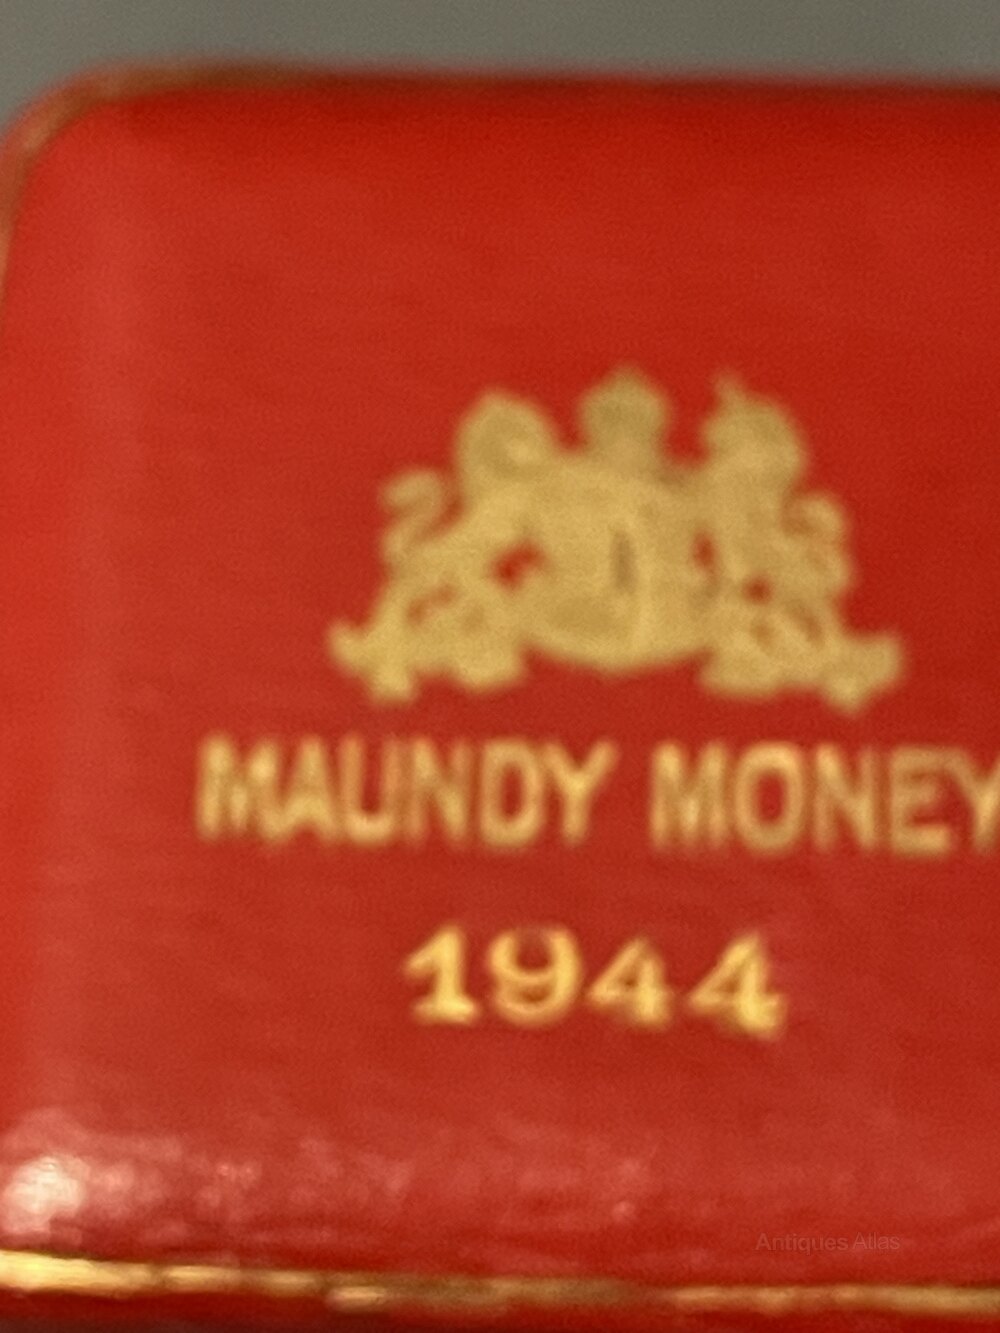 MAUNDY MONEY
1944
Antiques Atlas